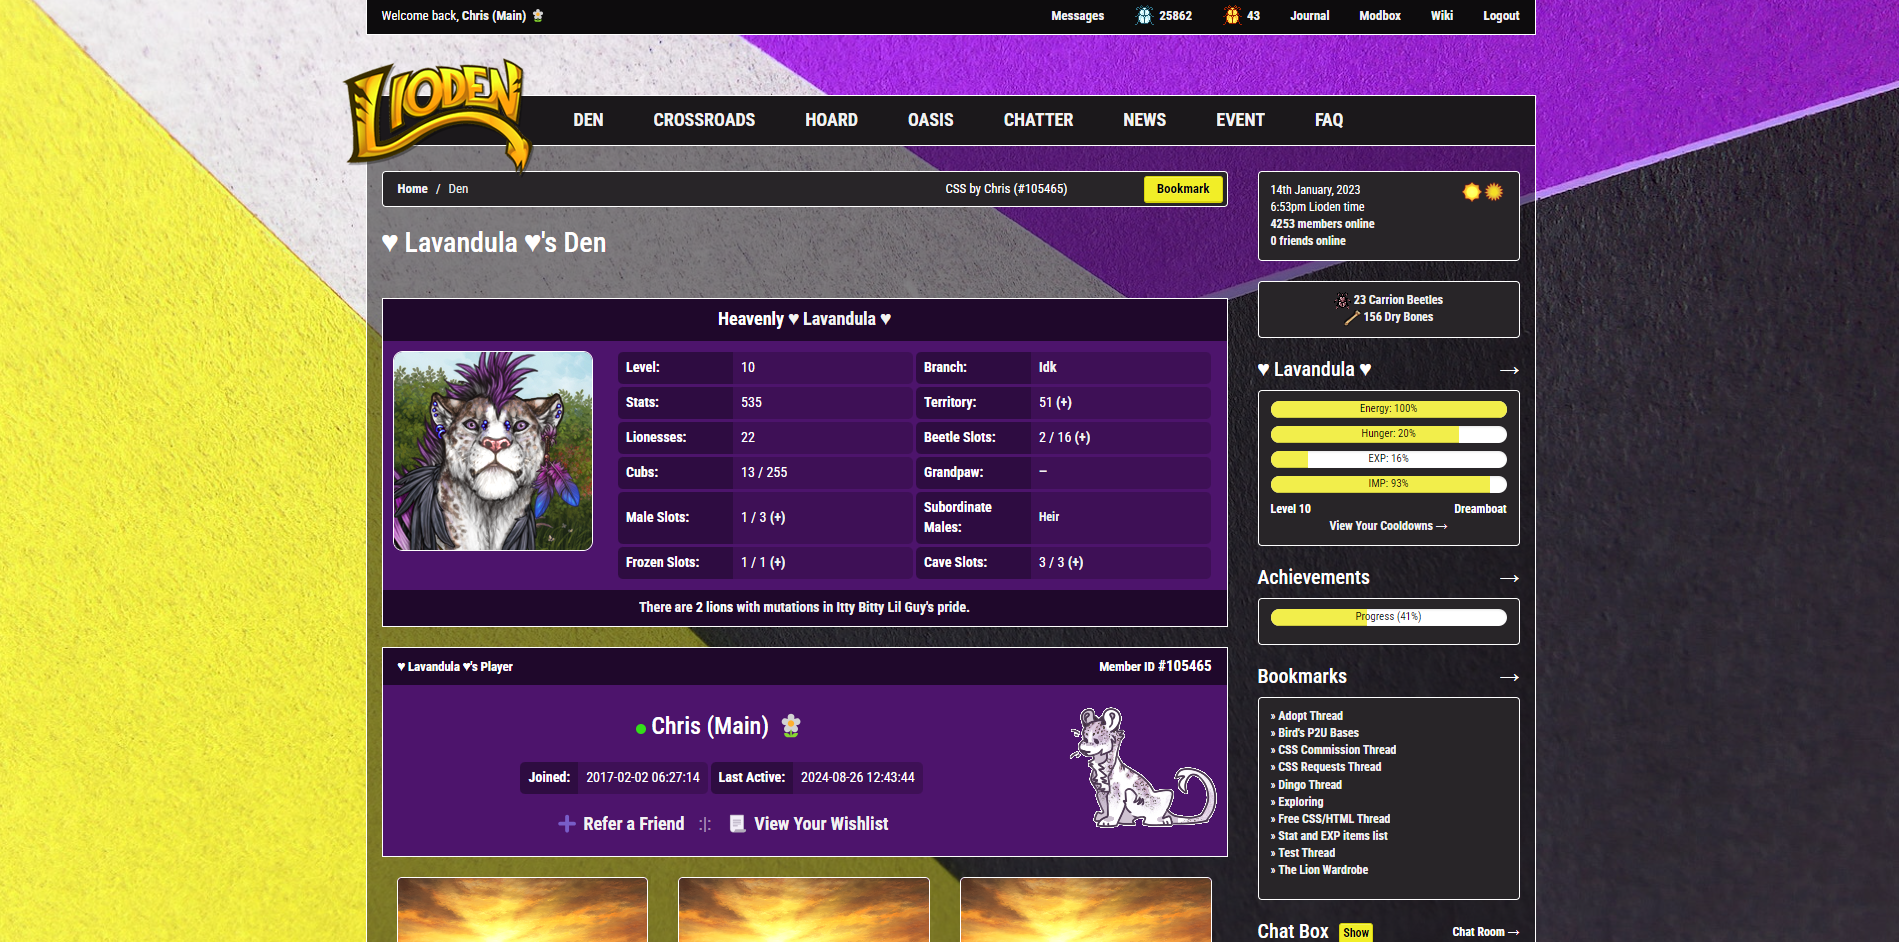 Welcome back, Chris (Main)
Messages 25862 43 Journal Modbox Wiki Logout
LIODEN
DEN CROSSROADS HOARD OASIS CHATTER NEWS EVENT FAQ
Home / Den CSS by Chris (#105465) Bookmark
♥ Lavandula ♥'s Den
Heavenly ♥ Lavandula ♥
Level: 10 Branch: Idk
Stats: 535 Territory: 51 (+)
Lionesses: 22 Beetle Slots: 2 / 16 (+)
Cubs: 13 / 255 Grandpaw: –
Male Slots: 1 / 3 (+) Subordinate Males: Heir
Frozen Slots: 1 / 1 (+) Cave Slots: 3 / 3 (+)
There are 2 lions with mutations in Itty Bitty Lil Guy's pride.
♥ Lavandula ♥'s Player Member ID #105465
Chris (Main)
Joined: 2017-02-02 06:27:14 Last Active: 2024-08-26 12:43:44
Refer a Friend :|: View Your Wishlist
14th January, 2023
6:53pm Lioden time
4253 members online
0 friends online
23 Carrion Beetles
156 Dry Bones
♥ Lavandula ♥ →
Energy: 100%
Hunger: 20%
EXP: 16%
IMP: 93%
Level 10 Dreamboat
View Your Cooldowns →
Achievements →
Progress (41%)
Bookmarks →
» Adopt Thread
» Bird's P2U Bases
» CSS Commission Thread
» CSS Requests Thread
» Dingo Thread
» Exploring
» Free CSS/HTML Thread
» Stat and EXP items list
» Test Thread
» The Lion Wardrobe
Chat Box Show Chat Room →